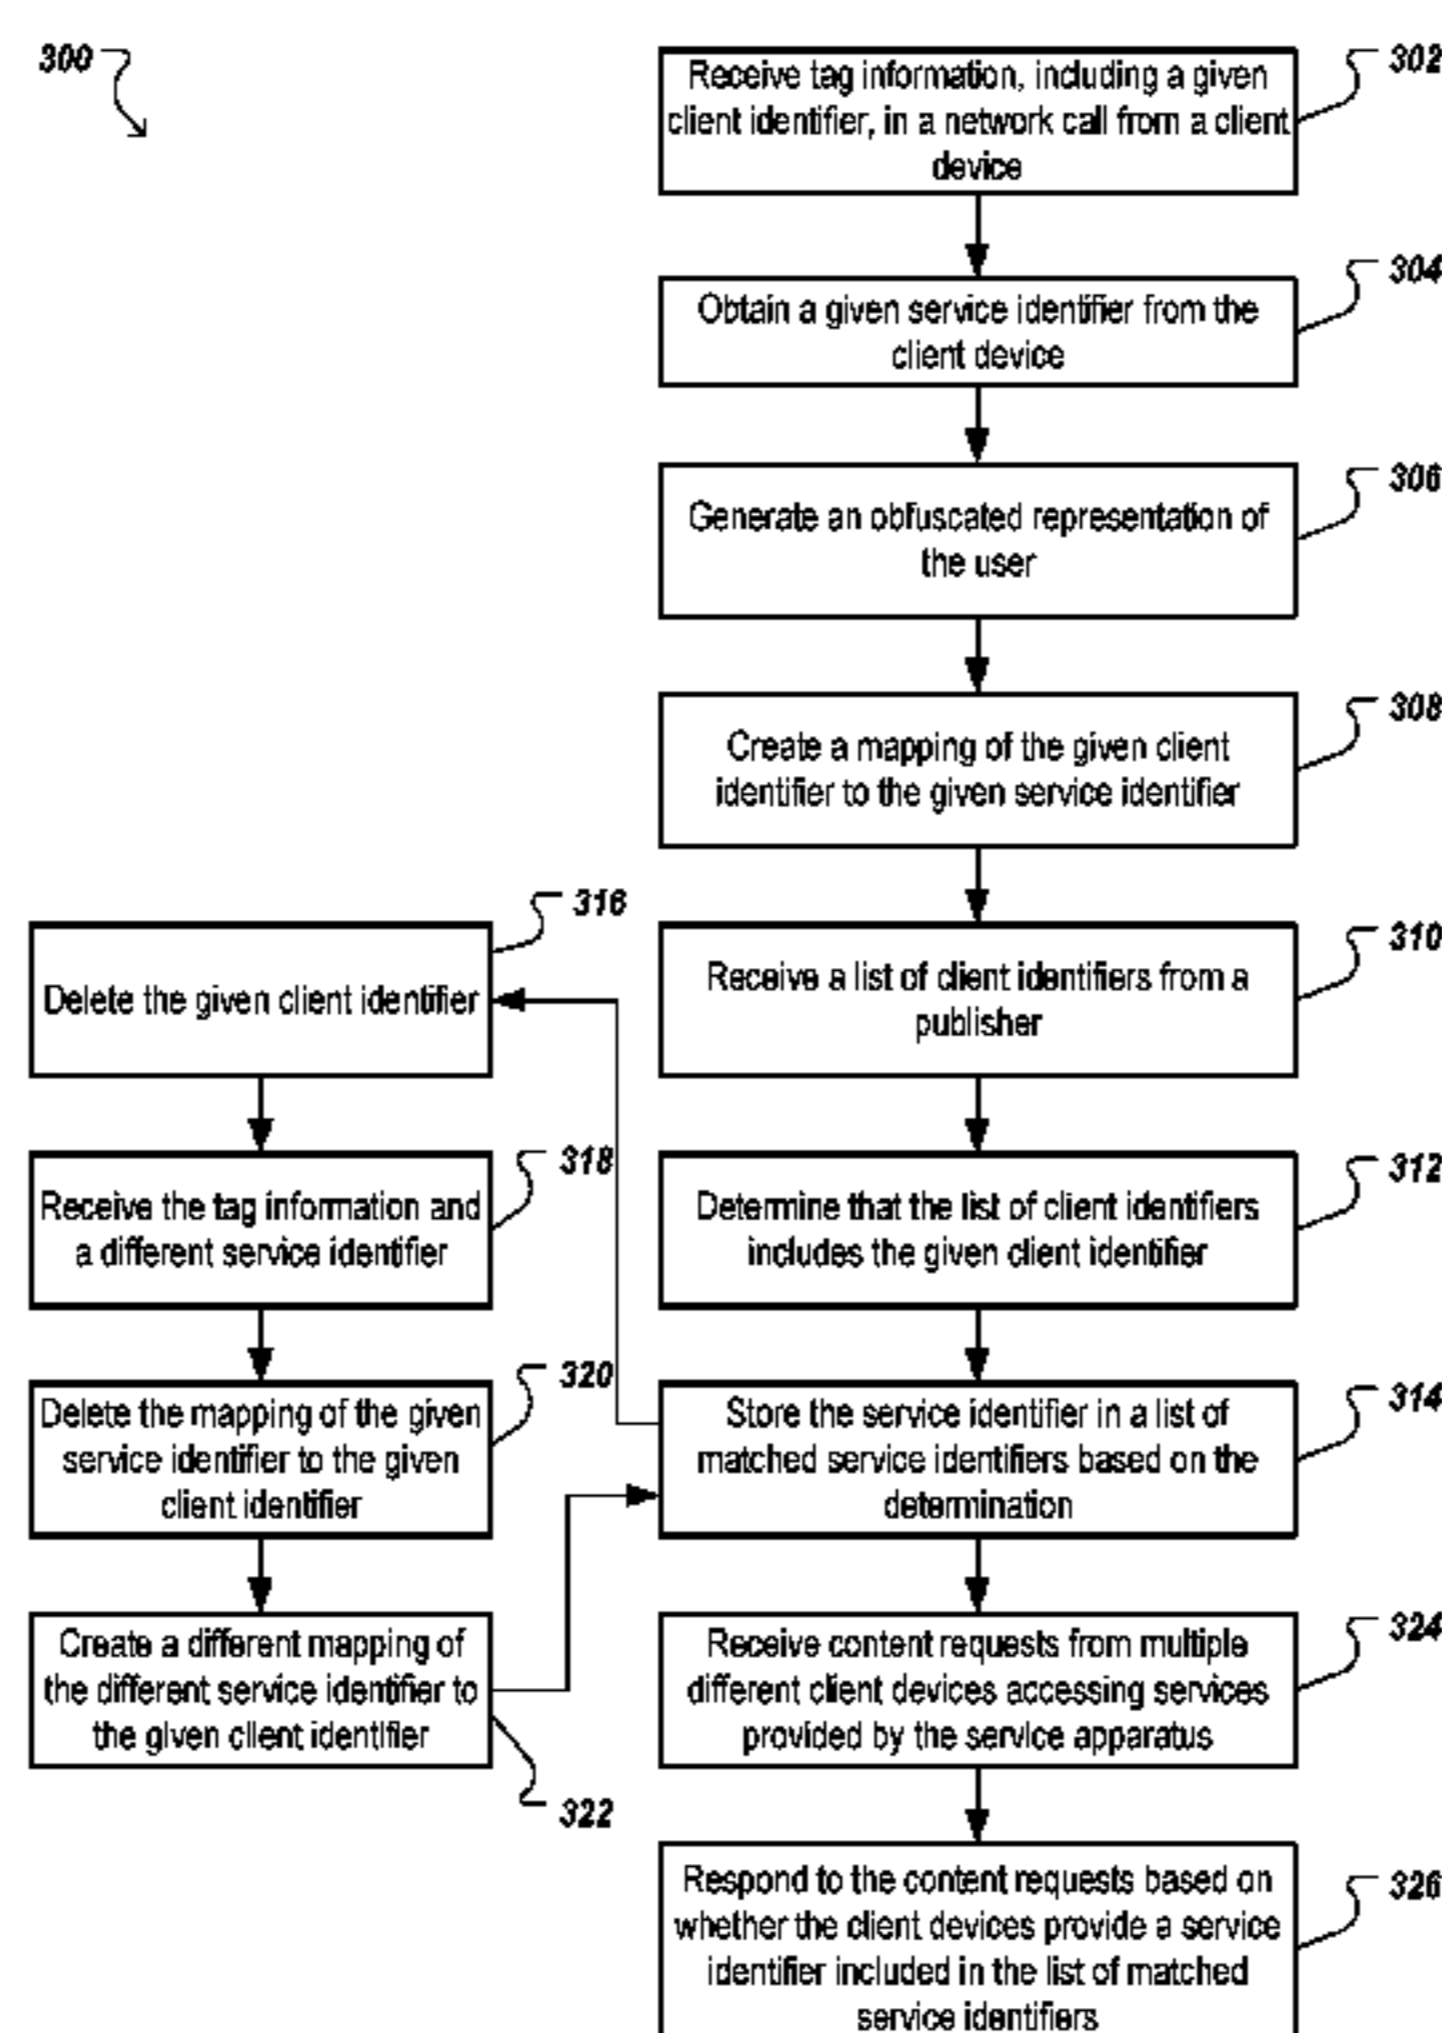 300
302
Receive tag information, including a given
client identifier, in a network call from a client
device
304
Obtain a given service identifier from the
client device
306
Generate an obfuscated representation of
the user
308
Create a mapping of the given client
identifier to the given service identifier
310
Receive a list of client identifiers from a
publisher
312
Determine that the list of client identifiers
includes the given client identifier
314
Store the service identifier in a list of
matched service identifiers based on the
determination
316
Delete the given client identifier
318
Receive the tag information and
a different service identifier
320
Delete the mapping of the given
service identifier to the given
client identifier
Create a different mapping of
the different service identifier to
the given client identifier
322
324
Receive content requests from multiple
different client devices accessing services
provided by the service apparatus
326
Respond to the content requests based on
whether the client devices provide a service
identifier included in the list of matched
service identifiers